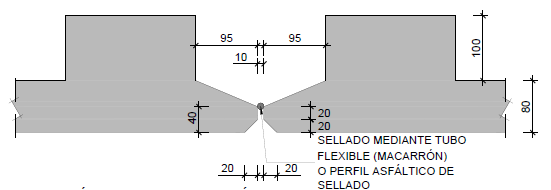 95
95
10
100
80
40
20
20
20
20
SELLADO MEDIANTE TUBO
FLEXIBLE (MACARRÓN)
O PERFIL ASFÁLTICO DE
SELLADO